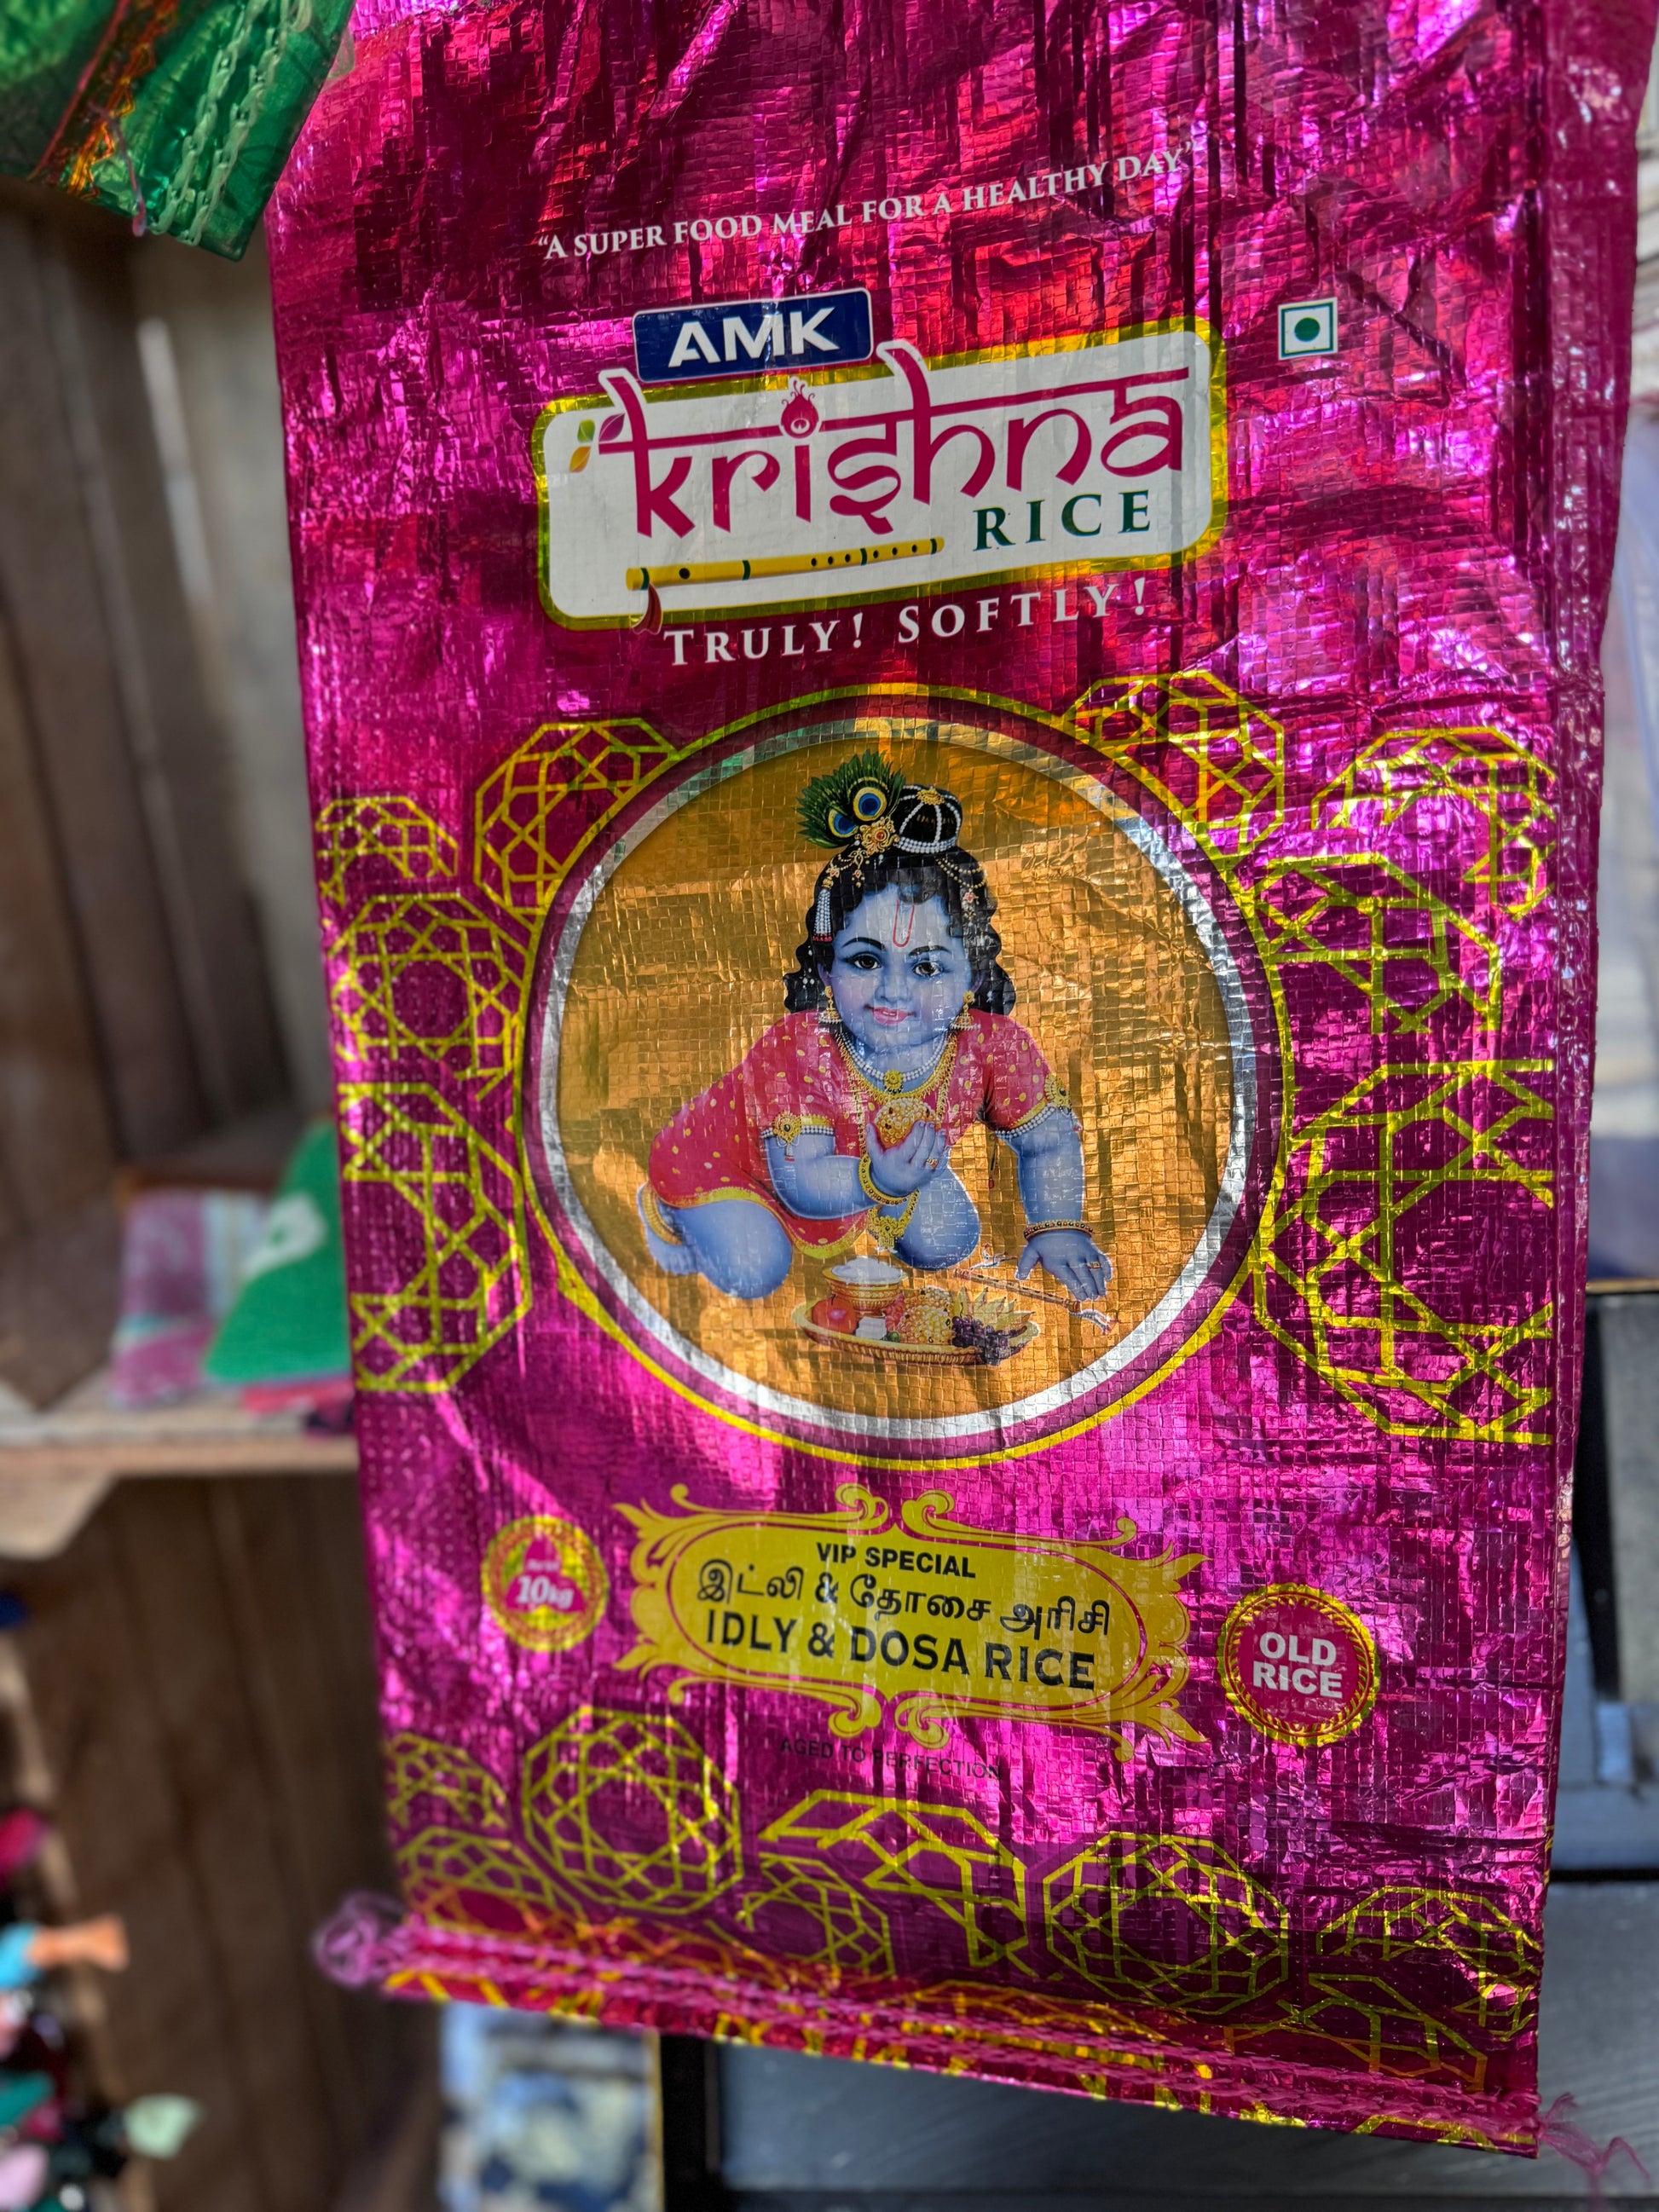 "A SUPER FOOD MEAL FOR A HEALTHY DAY"
AMK
krishna
RICE
TRULY! SOFTLY!
VIP SPECIAL
இட்லி & தோசை அரிசி
IDLY & DOSA RICE
10kg
OLD
RICE
AGED TO PERFECTION